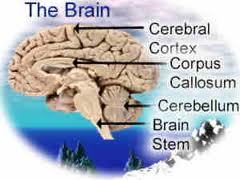 The Brain
Cerebral
Cortex
Corpus
Callosum
Cerebellum
Brain
Stem